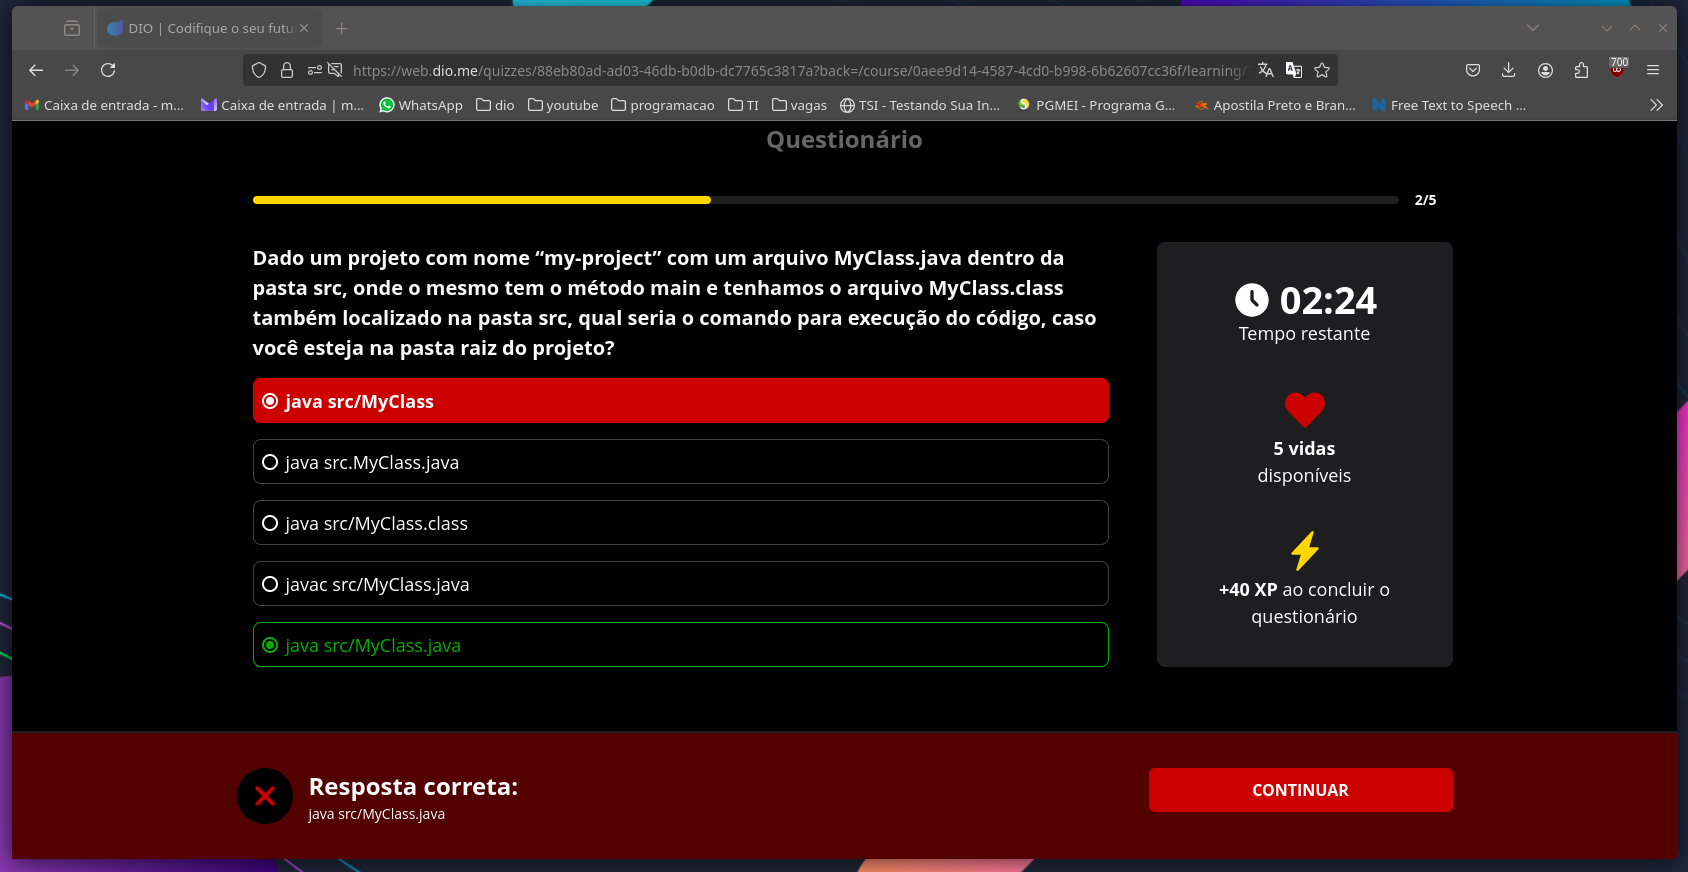 DIO | Codifique o seu futu
https://web.dio.me/quizzes/88eb80ad-ad03-46db-b0db-dc7765c3817a?back=/course/0aee9d14-4587-4cd0-b998-6b62607cc36f/learning/
700
Caixa de entrada - m...
Caixa de entrada | m...
WhatsApp
dio
youtube
programacao
TI
vagas
TSI - Testando Sua In...
PGMEI - Programa G...
Apostila Preto e Bran...
Free Text to Speech ...
Questionário
2/5
Dado um projeto com nome “my-project” com um arquivo MyClass.java dentro da
pasta src, onde o mesmo tem o método main e tenhamos o arquivo MyClass.class
também localizado na pasta src, qual seria o comando para execução do código, caso
você esteja na pasta raiz do projeto?
java src/MyClass
java src.MyClass.java
java src/MyClass.class
javac src/MyClass.java
java src/MyClass.java
02:24
Tempo restante
5 vidas
disponíveis
+40 XP ao concluir o
questionário
Resposta correta:
java src/MyClass.java
CONTINUAR